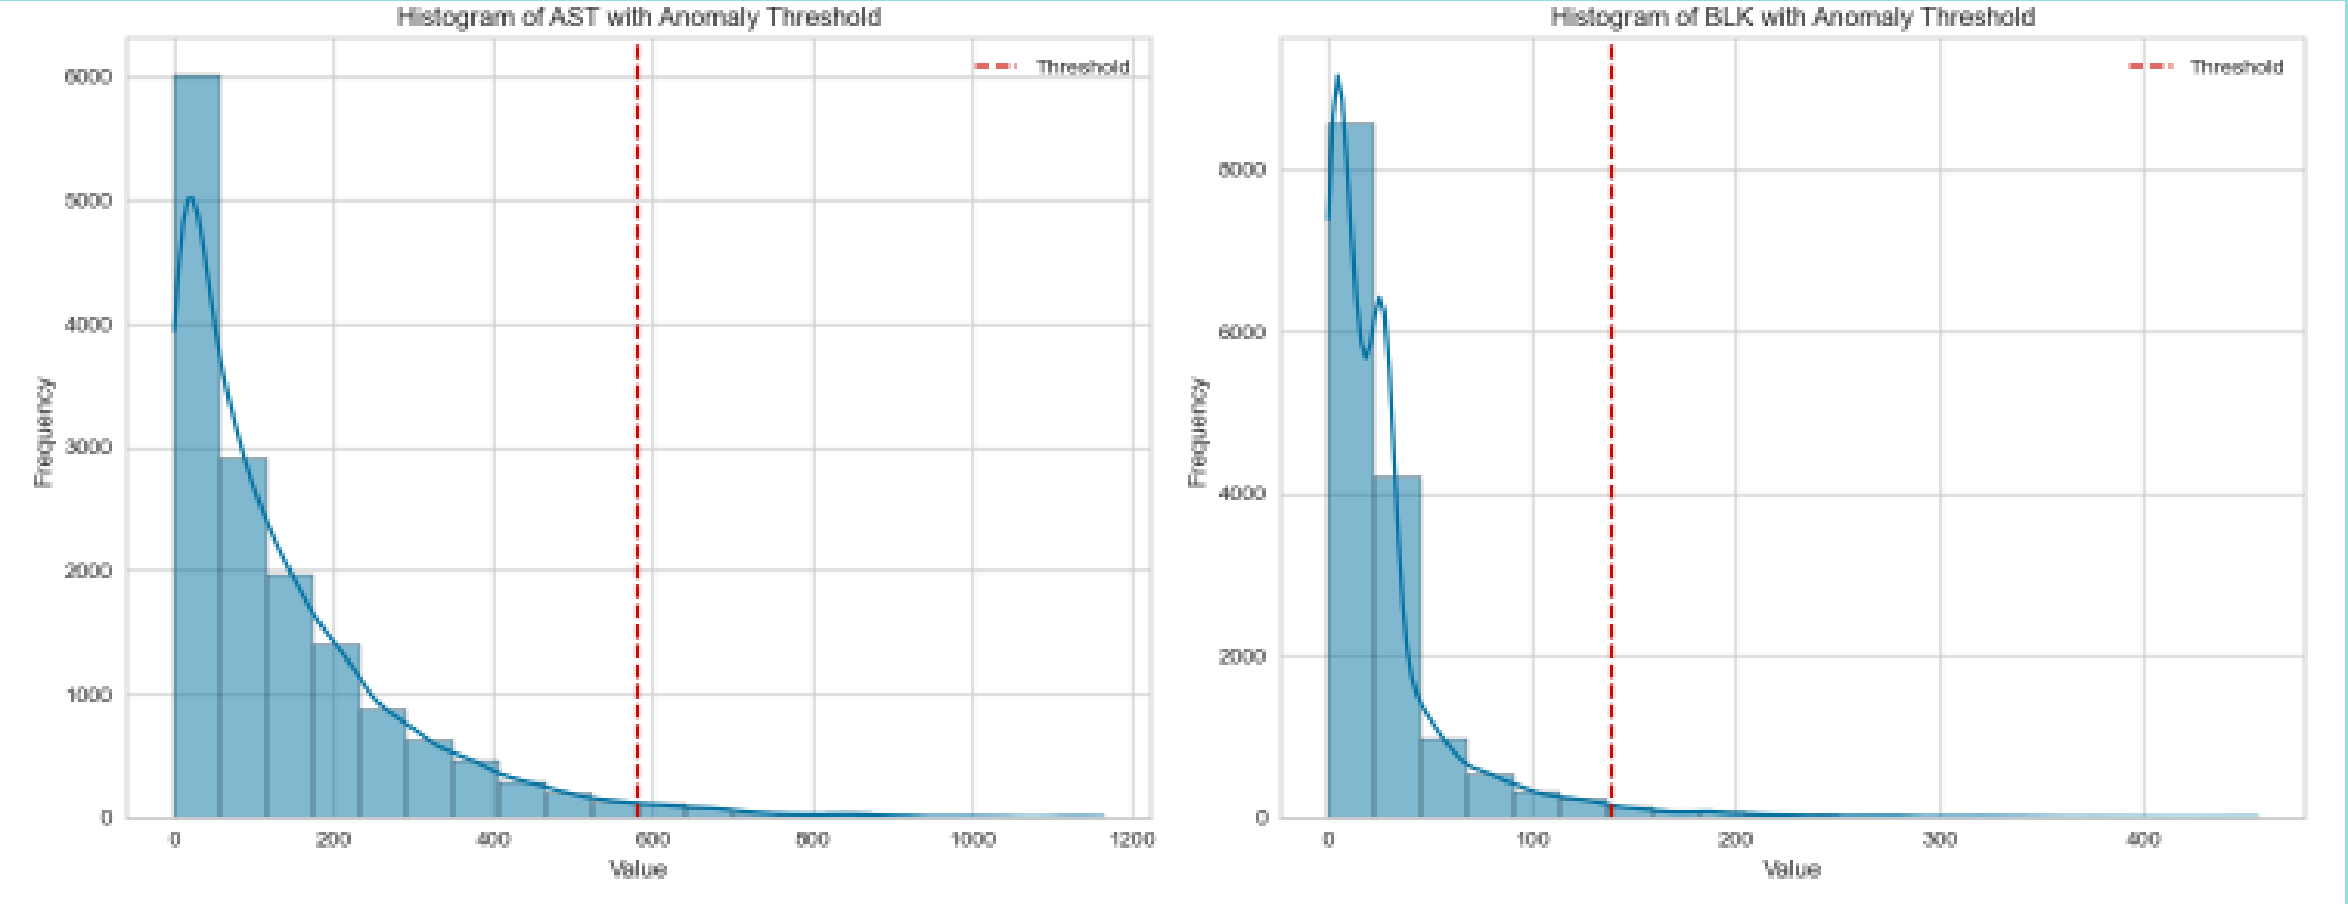 Histogram of AST with Anomaly Threshold
Threshold
6000
5000
4000
3000
2000
1000
0
Frequency
0 200 400 600 800 1000 1200
Value
Histogram of BLK with Anomaly Threshold
Threshold
8000
6000
4000
2000
0
Frequency
0 100 200 300 400
Value